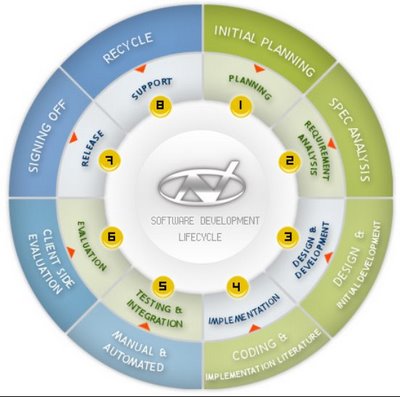 RECYCLE
INITIAL PLANNING
SPEC ANALYSIS
DESIGN &
INITIAL DEVELOPMENT
CODING &
IMPLEMENTATION LITERATURE
MANUAL &
AUTOMATED
CLIENT SIDE
EVALUATION
SIGNING OFF
1
PLANNING
2
REQUIREMENT
ANALYSIS
3
DESIGN &
DEVELOPMENT
4
IMPLEMENTATION
5
TESTING &
INTEGRATION
6
EVALUATION
7
RELEASE
8
SUPPORT
SOFTWARE DEVELOPMENT
LIFECYCLE